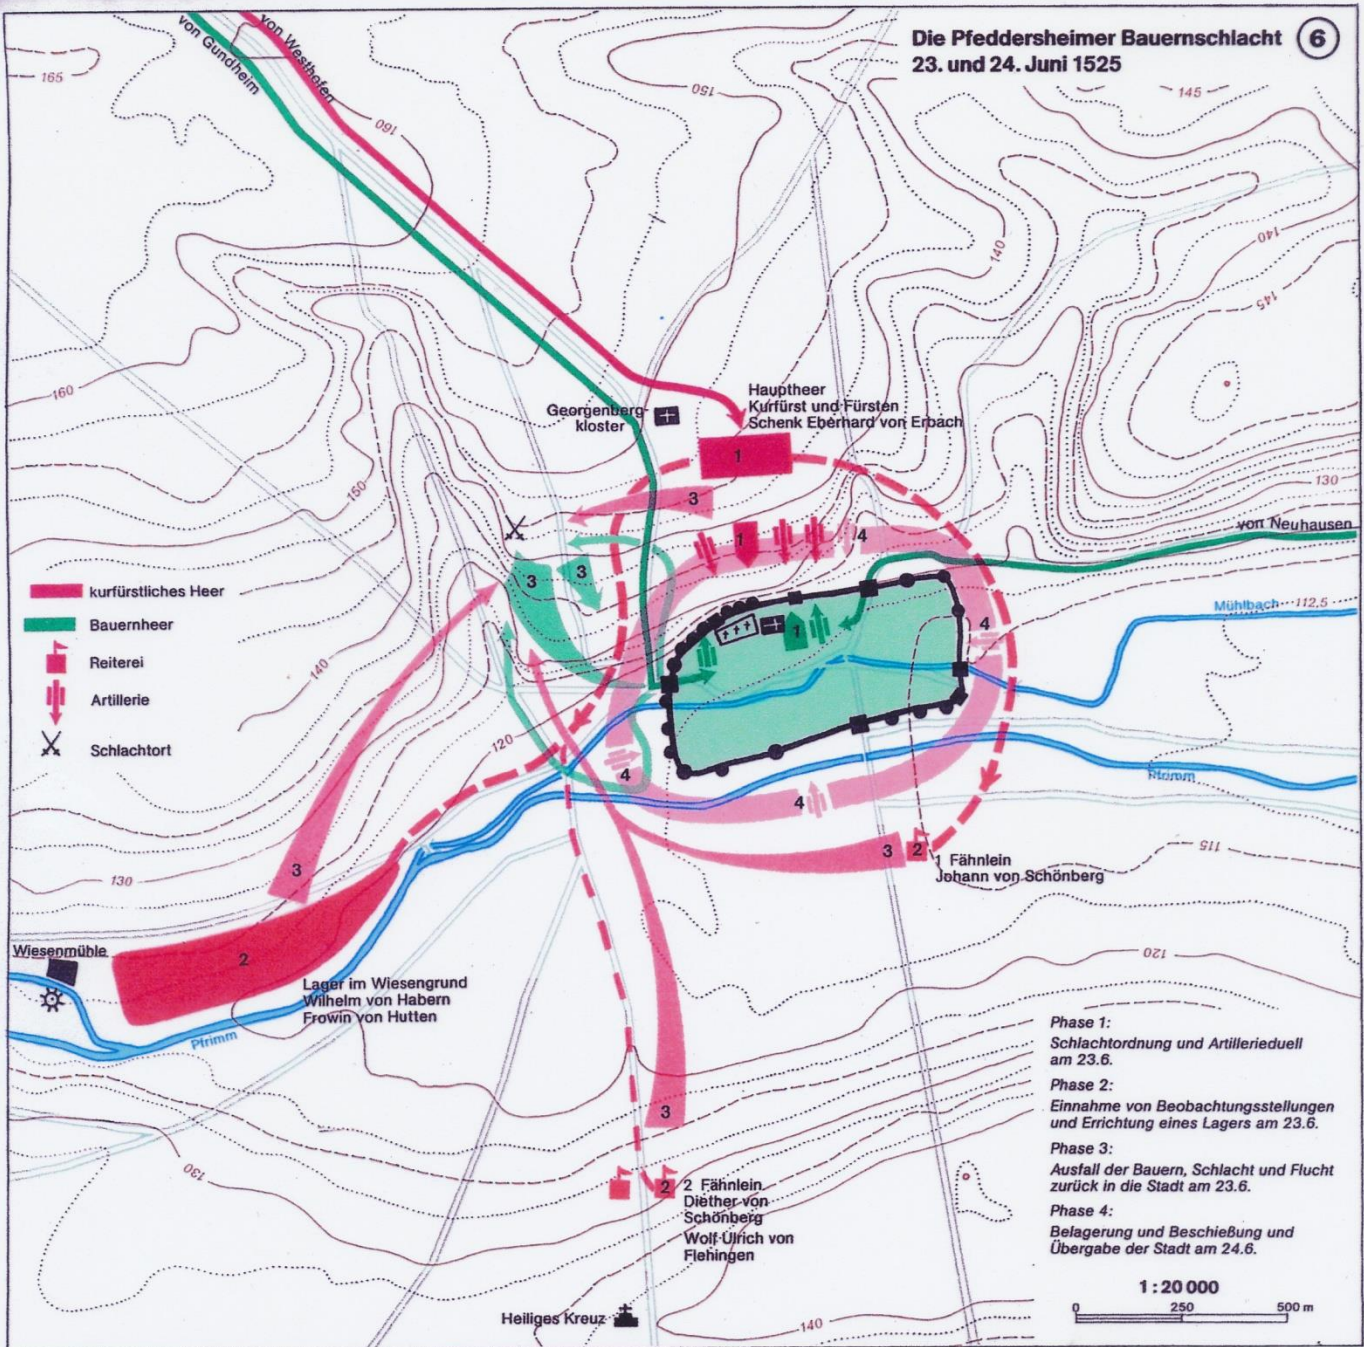 Die Pfeddersheimer Bauernschlacht
23. und 24. Juni 1525
6
von Gundheim
von Westhofen
165
160
150
145
140
140
145
160
Georgenberg-
kloster
Hauptheer
Kurfürst und Fürsten
Schenk Eberhard von Erbach
1
3
130
von Neuhausen
150
1
4
3
3
kurfürstliches Heer
Bauernheer
Reiterei
Artillerie
Schlachtort
Mühlbach
112,5
1
4
140
120
4
4
Pfrimm
3
2
1 Fähnlein
Johann von Schönberg
115
130
3
Wiesenmühle
2
Lager im Wiesengrund
Wilhelm von Habern
Frowin von Hutten
Pfrimm
120
Phase 1:
Schlachtordnung und Artillerieduell
am 23.6.
Phase 2:
Einnahme von Beobachtungsstellungen
und Errichtung eines Lagers am 23.6.
Phase 3:
Ausfall der Bauern, Schlacht und Flucht
zurück in die Stadt am 23.6.
Phase 4:
Belagerung und Beschießung und
Übergabe der Stadt am 24.6.
3
130
2
2 Fähnlein
Diether von
Schönberg
Wolf Ulrich von
Flehingen
1 : 20 000
0 250 500 m
Heiliges Kreuz
140